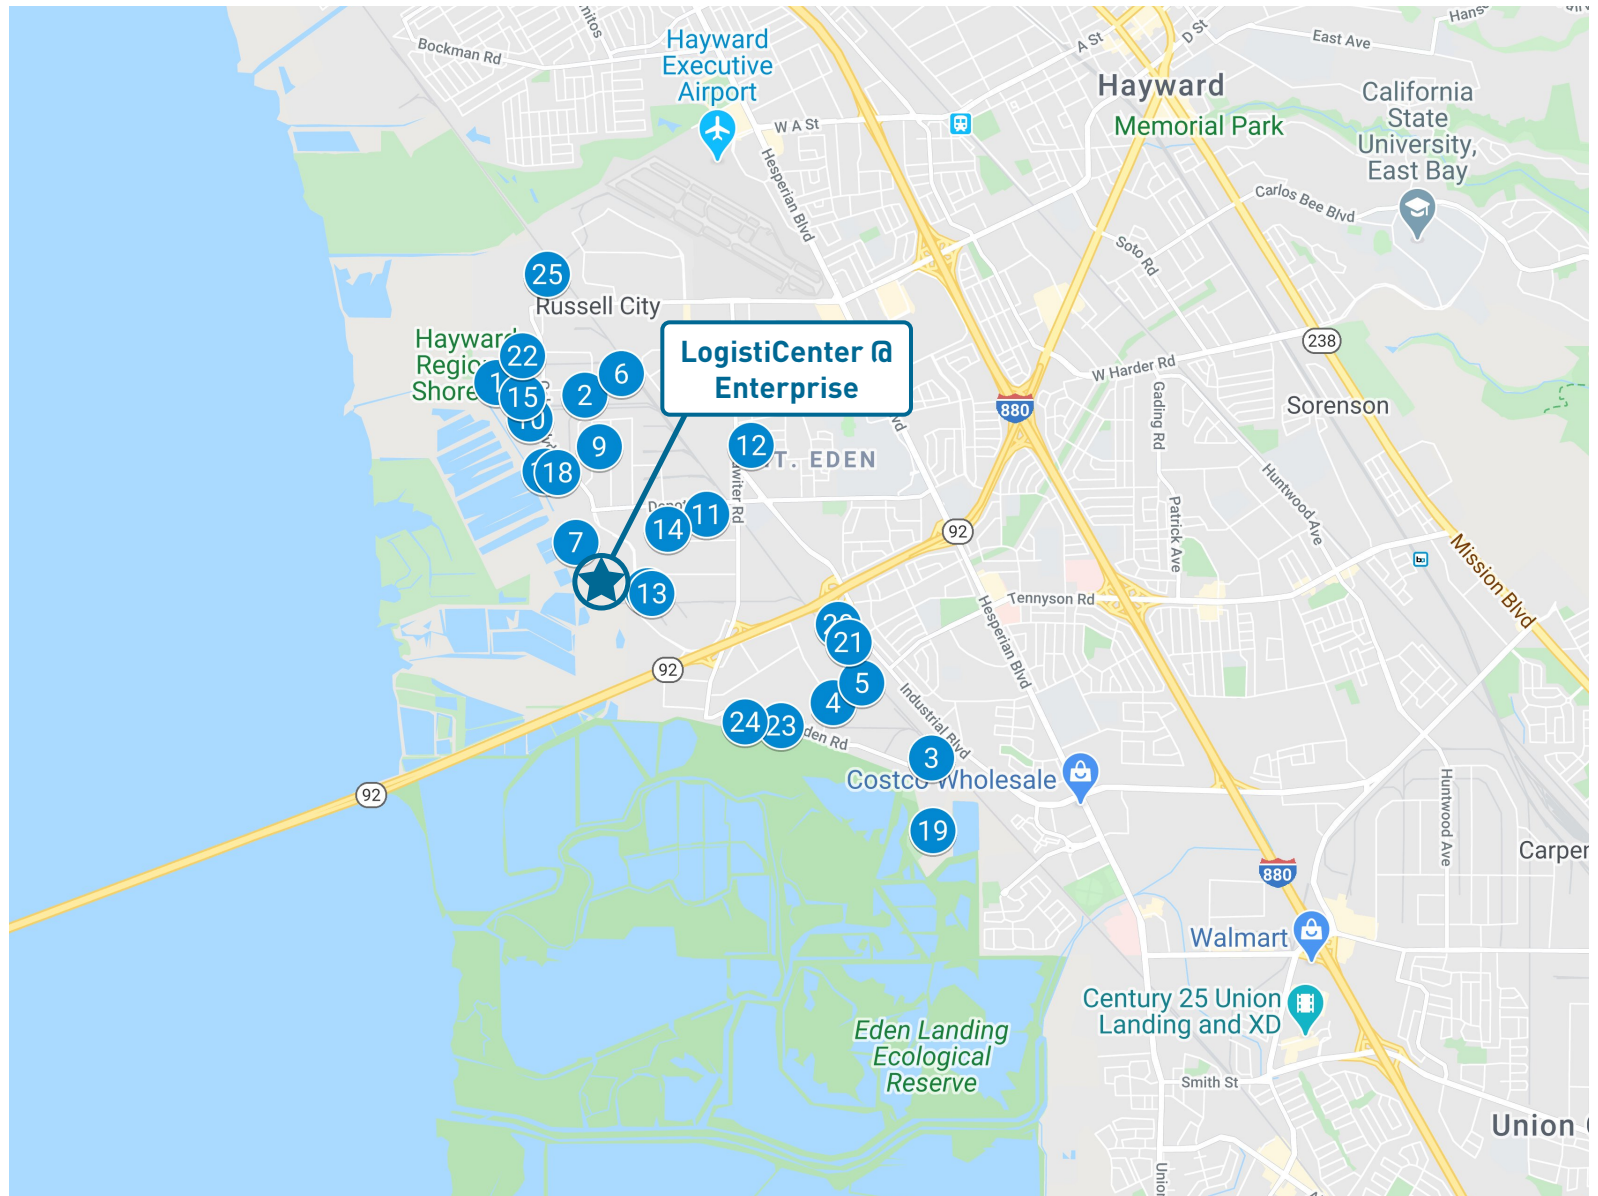 Bockman Rd
Hayward
Executive
Airport
W A St
A St
D St
East Ave
Hayward
Memorial Park
California
State
University,
East Bay
Carlos Bee Blvd
Hesperian Blvd
Soto Rd
25
Russell City
238
LogistiCenter @
Enterprise
22
6
15
2
W Harder Rd
880
Gading Rd
Sorenson
9
12
EDEN
18
Huntwood Ave
11
14
Patrick Ave
92
7
Mission Blvd
13
Tennyson Rd
Hesperian Blvd
21
92
5
4
Industrial Blvd
24
23
3
Costco Wholesale
92
19
Huntwood Ave
880
Walmart
Century 25 Union
Landing and XD
Eden Landing
Ecological
Reserve
Smith St
Union